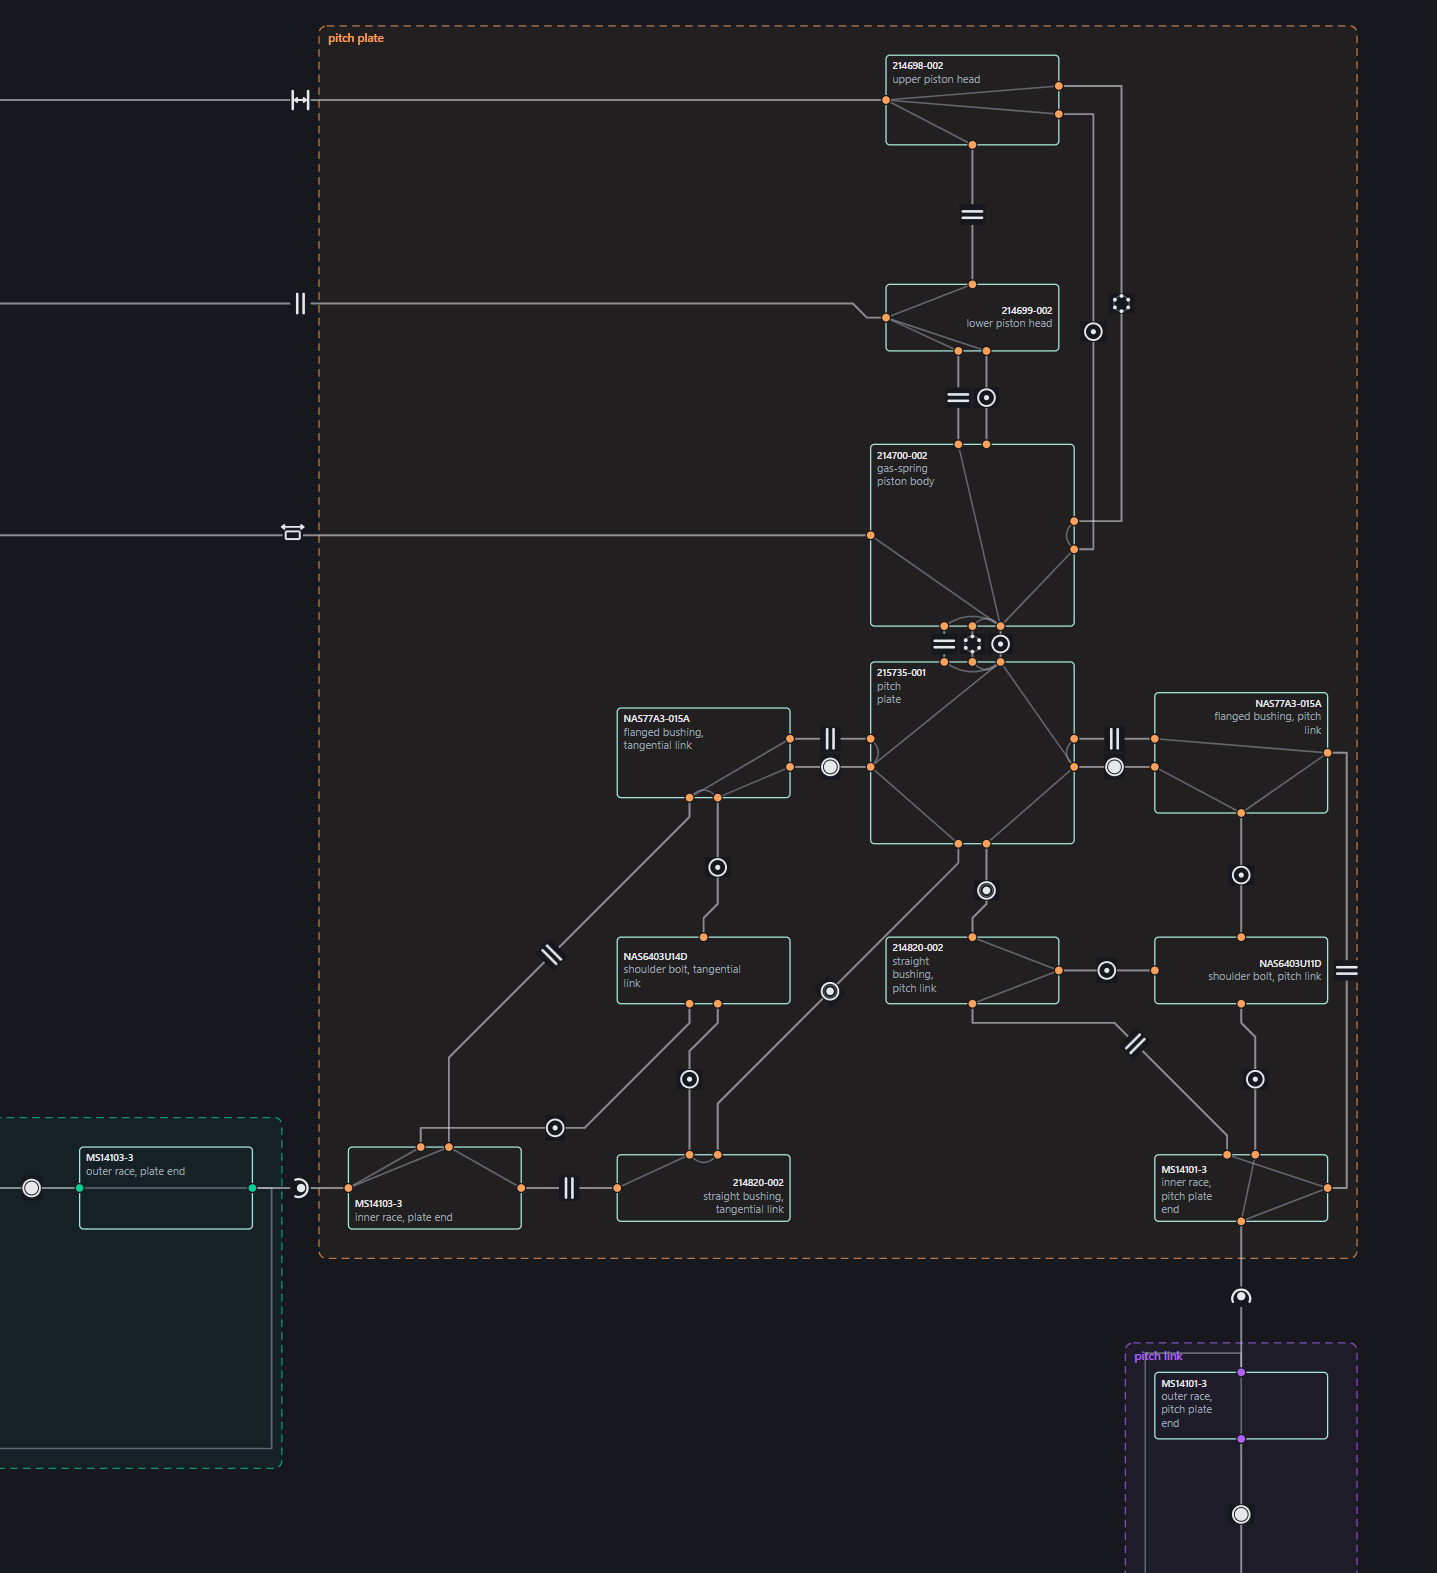 pitch plate
214698-002
upper piston head
214699-002
lower piston head
214700-002
gas-spring
piston body
215735-001
pitch
plate
NAS77A3-015A
flanged bushing,
tangential link
NAS77A3-015A
flanged bushing, pitch
link
NAS6403U14D
shoulder bolt, tangential
link
214820-002
straight
bushing,
pitch link
NAS6403U11D
shoulder bolt, pitch link
MS14103-3
outer race, plate end
MS14103-3
inner race, plate end
214820-002
straight bushing,
tangential link
MS14101-3
inner race,
pitch plate
end
pitch link
MS14101-3
outer race,
pitch plate
end